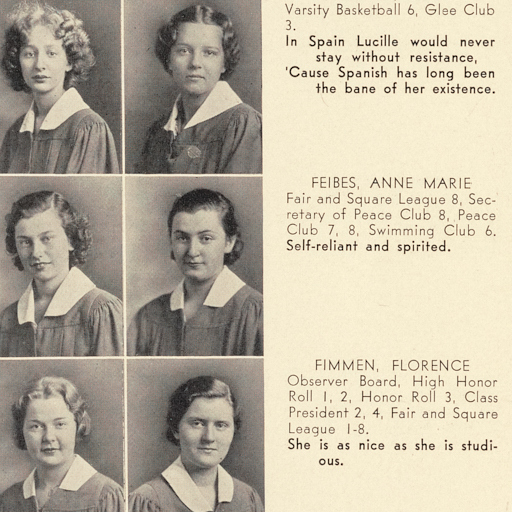 Varsity Basketball 6, Glee Club
3.
In Spain Lucille would never
stay without resistance,
'Cause Spanish has long been
the bane of her existence.
FEIBES, ANNE MARIE
Fair and Square League 8, Sec-
retary of Peace Club 8, Peace
Club 7, 8, Swimming Club 6.
Self-reliant and spirited.
FIMMEN, FLORENCE
Observer Board, High Honor
Roll 1, 2, Honor Roll 3, Class
President 2, 4, Fair and Square
League 1-8.
She is as nice as she is studi-
ous.